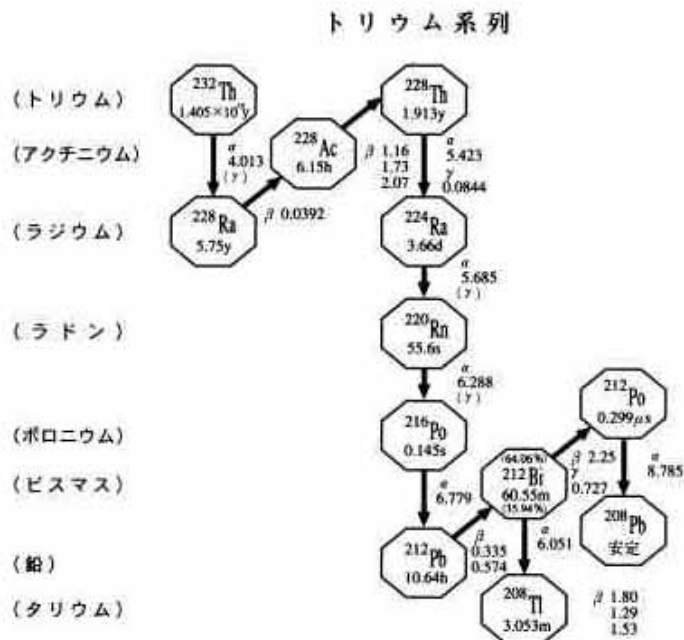 トリウム系列
(トリウム)
²³²Th
1.405×10¹⁰y
²²⁸Th
1.913y
(アクチニウム)
α
4.013
(γ)
²²⁸Ac
6.15h
β 1.16
1.73
2.07
α
5.423
γ
0.0844
(ラジウム)
²²⁸Ra
5.75y
β 0.0392
²²⁴Ra
3.66d
α
5.685
(γ)
(ラドン)
²²⁰Rn
55.6s
α
6.288
(γ)
(ポロニウム)
²¹⁶Po
0.145s
²¹²Po
0.299μs
(ビスマス)
α
6.779
(64.06%)
²¹²Bi
60.55m
(35.94%)
β 2.25
γ
0.727
α
8.785
²⁰⁸Pb
安定
(鉛)
²¹²Pb
10.64h
β
0.335
0.574
α
6.051
(タリウム)
²⁰⁸Tl
3.053m
β 1.80
1.29
1.53